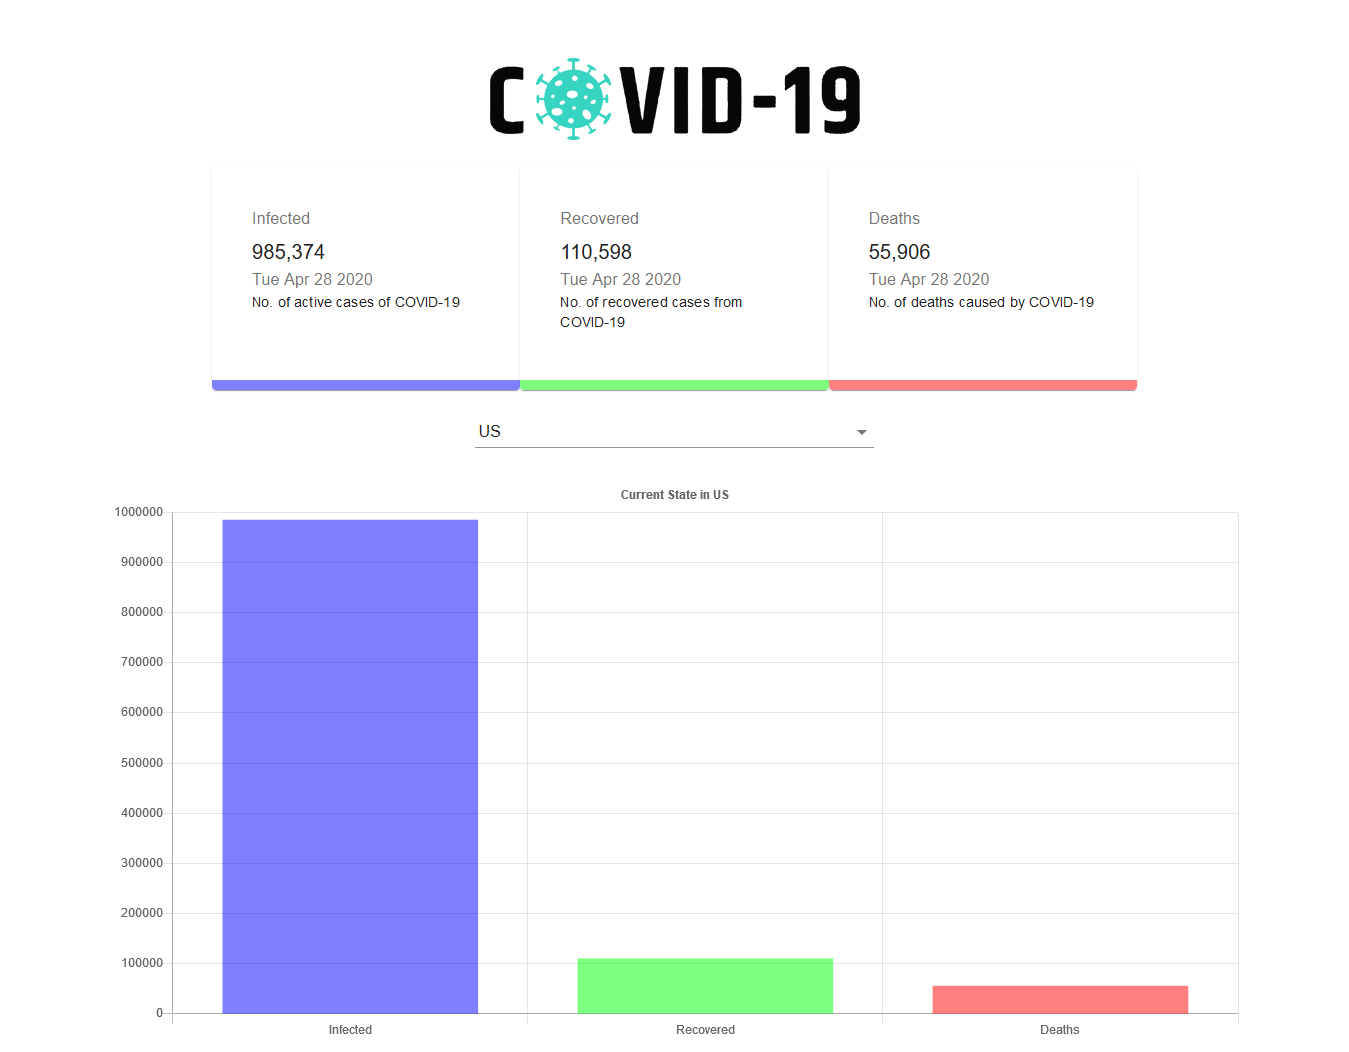 COVID-19
Infected
985,374
Tue Apr 28 2020
No. of active cases of COVID-19
Recovered
110,598
Tue Apr 28 2020
No. of recovered cases from
COVID-19
Deaths
55,906
Tue Apr 28 2020
No. of deaths caused by COVID-19
US
Current State in US
1000000
900000
800000
700000
600000
500000
400000
300000
200000
100000
0
Infected Recovered Deaths